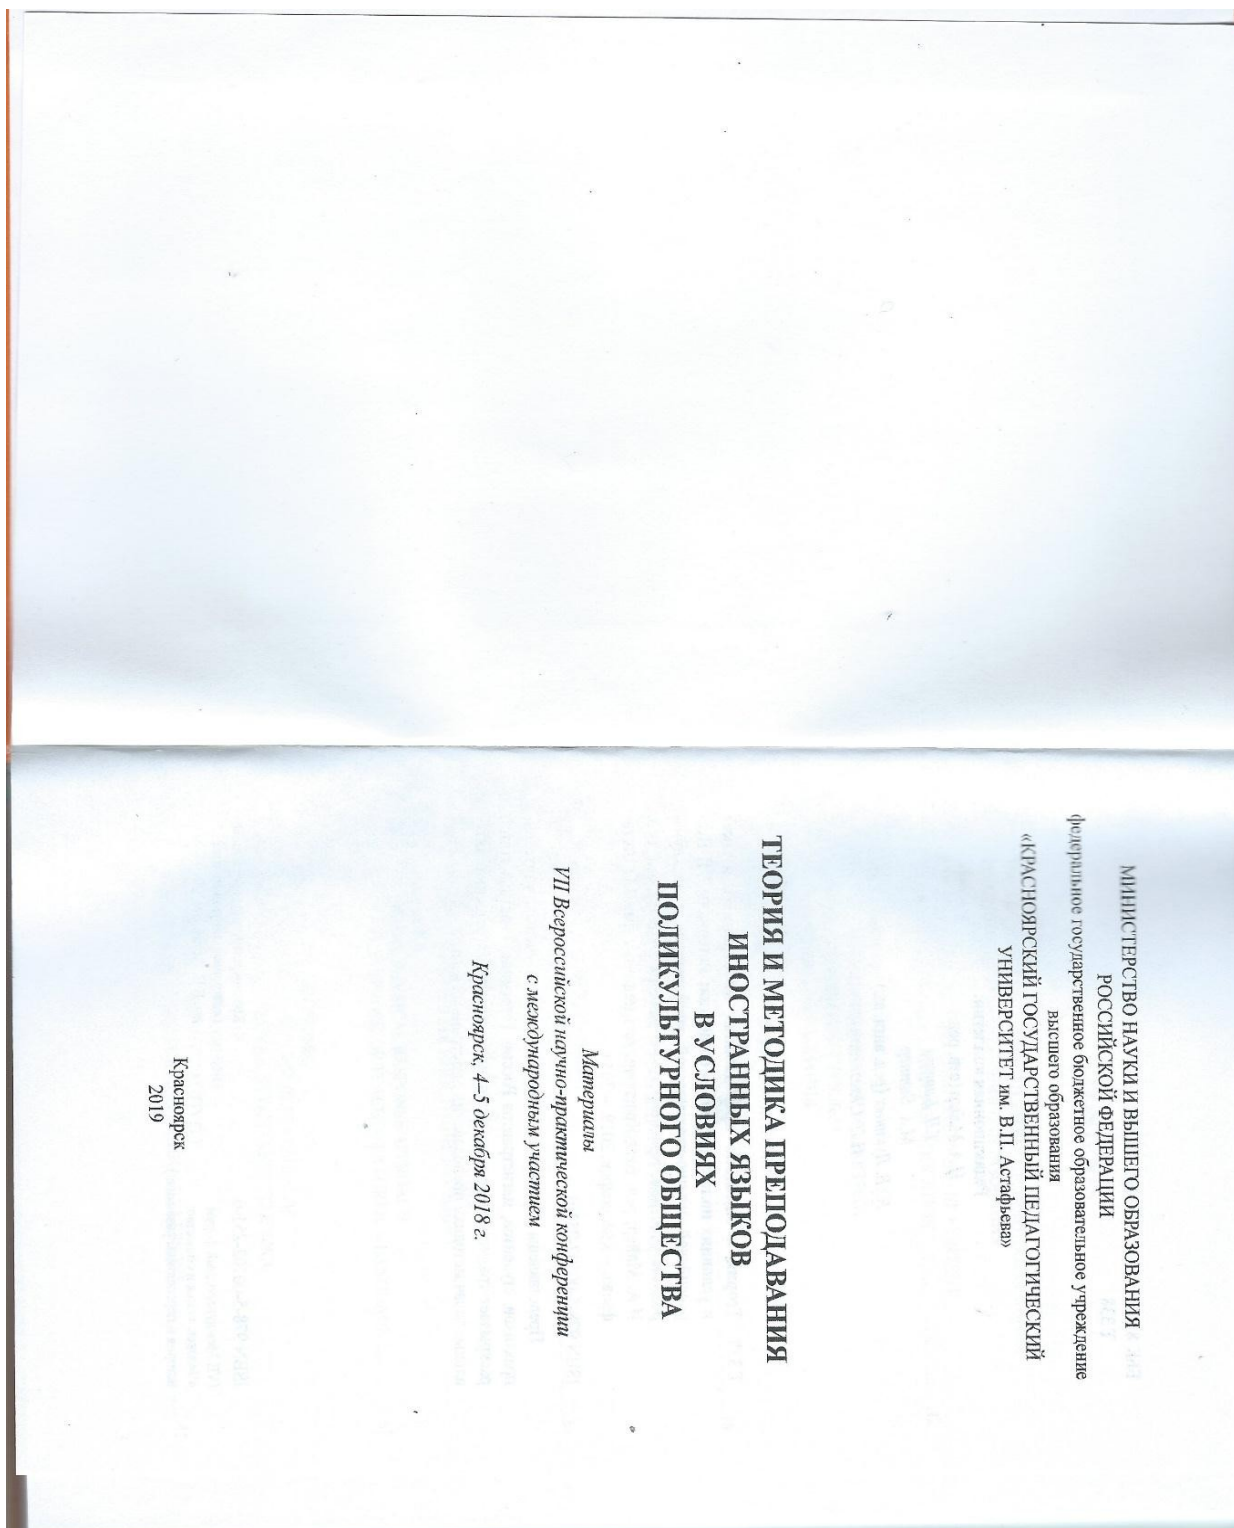 МИНИСТЕРСТВО НАУКИ И ВЫШЕГО ОБРАЗОВАНИЯ
РОССИЙСКОЙ ФЕДЕРАЦИИ
федеральное государственное бюджетное образовательное учреждение
высшего образования
«КРАСНОЯРСКИЙ ГОСУДАРСТВЕННЫЙ ПЕДАГОГИЧЕСКИЙ
УНИВЕРСИТЕТ им. В.П. Астафьева»
ТЕОРИЯ И МЕТОДИКА ПРЕПОДАВАНИЯ
ИНОСТРАННЫХ ЯЗЫКОВ
В УСЛОВИЯХ
ПОЛИКУЛЬТУРНОГО ОБЩЕСТВА
Материалы
VII Всероссийской научно-практической конференции
с международным участием
Красноярск, 4–5 декабря 2018 г.
Красноярск
2019